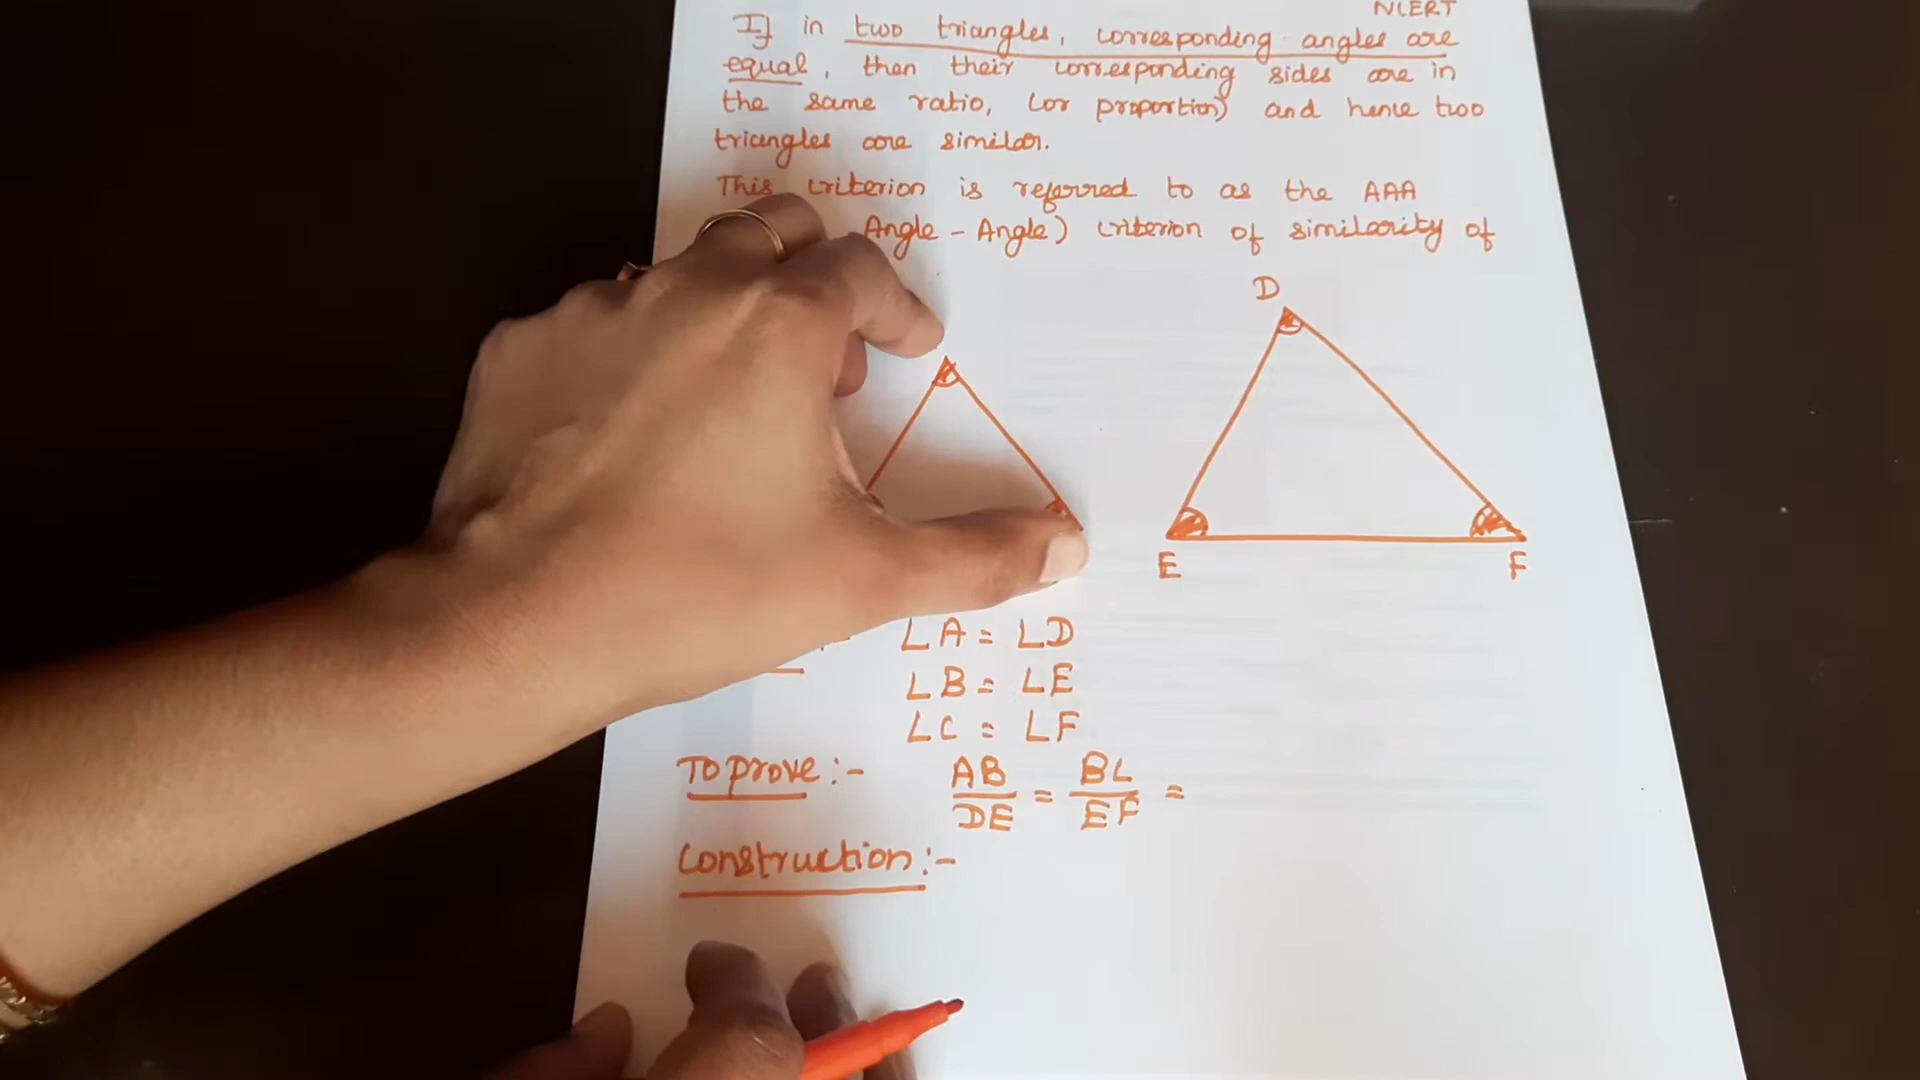 NCERT
If in two triangles, corresponding angles are
equal, then their corresponding sides are in
the same ratio, (or proportion) and hence two
triangles are similar.
This criterion is referred to as the AAA
Angle - Angle) criterion of similarity of
D
E F
∠A = ∠D
∠B = ∠E
∠C = ∠F
To prove :- AB/DE = BC/EF =
Construction :-